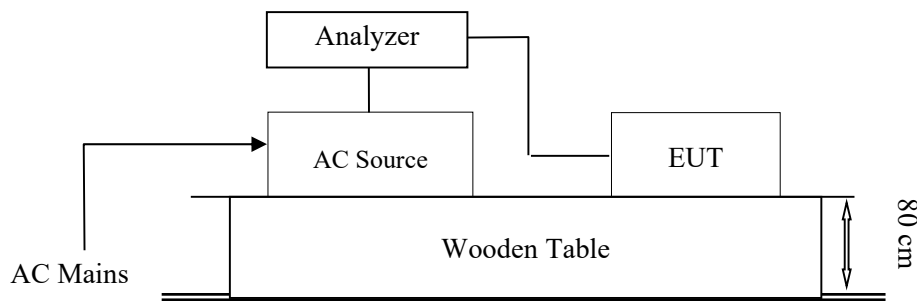 Analyzer
AC Source
EUT
Wooden Table
80 cm
AC Mains